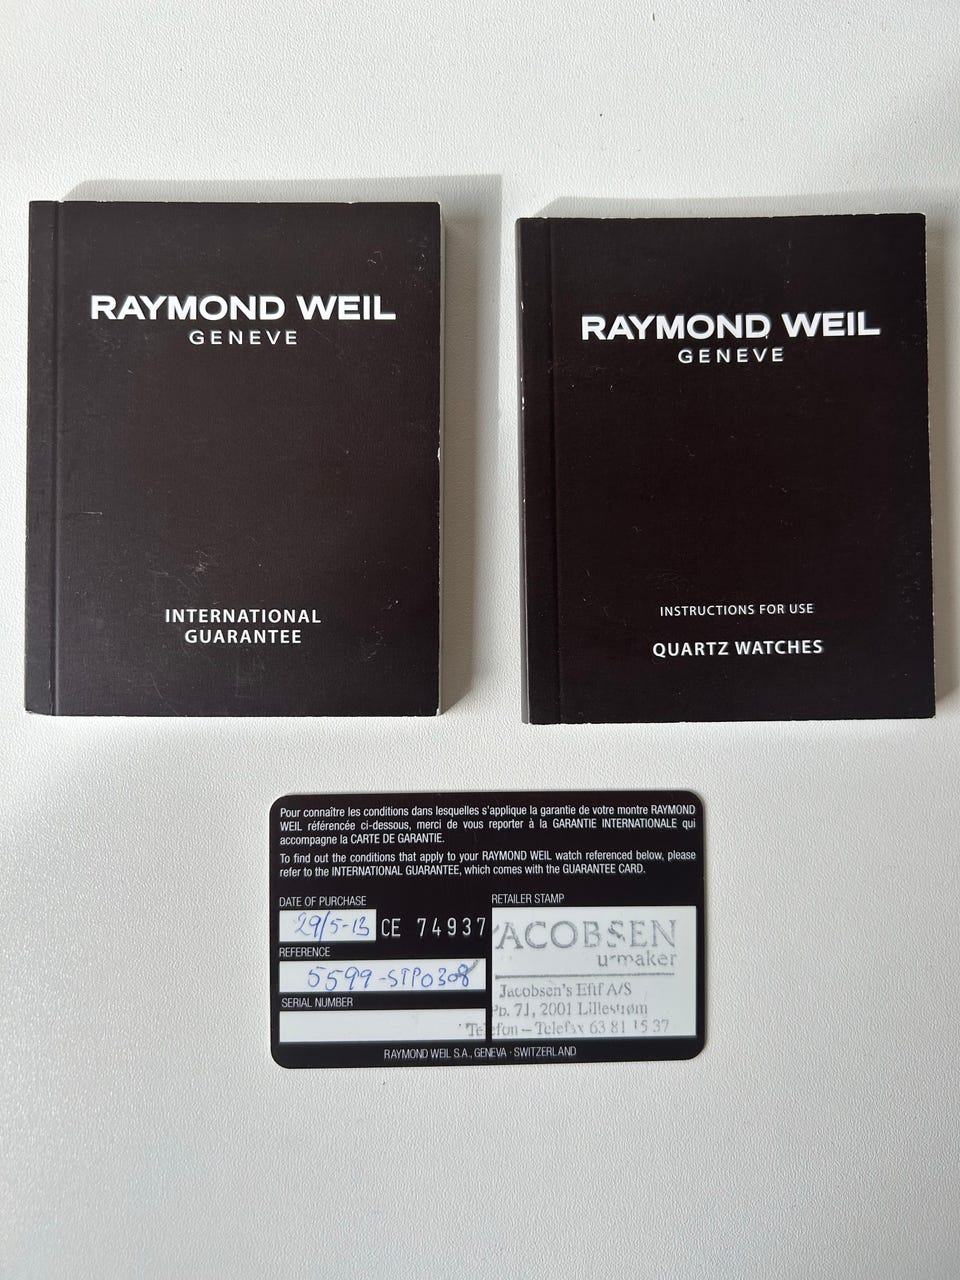 RAYMOND WEIL
GENEVE
INTERNATIONAL
GUARANTEE
RAYMOND WEIL
GENEVE
INSTRUCTIONS FOR USE
QUARTZ WATCHES
Pour connaître les conditions dans lesquelles s'applique la garantie de votre montre RAYMOND
WEIL référencée ci-dessous, merci de vous reporter à la GARANTIE INTERNATIONALE qui
accompagne la CARTE DE GARANTIE.
To find out the conditions that apply to your RAYMOND WEIL watch referenced below, please
refer to the INTERNATIONAL GUARANTEE, which comes with the GUARANTEE CARD.
DATE OF PURCHASE
29/5-13 CE 74937
REFERENCE
5599-STP0308
SERIAL NUMBER
RETAILER STAMP
ACOBSEN
urmaker
Jacobsen's Eftf A/S
Pb. 71, 2001 Lillestrøm
Telefon – Telefax 63 81 15 37
RAYMOND WEIL S.A., GENEVA · SWITZERLAND